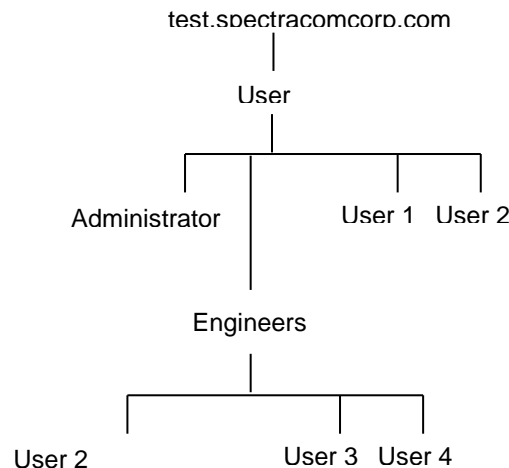 test.spectracomcorp.com
User
Administrator User 1 User 2
Engineers
User 2 User 3 User 4